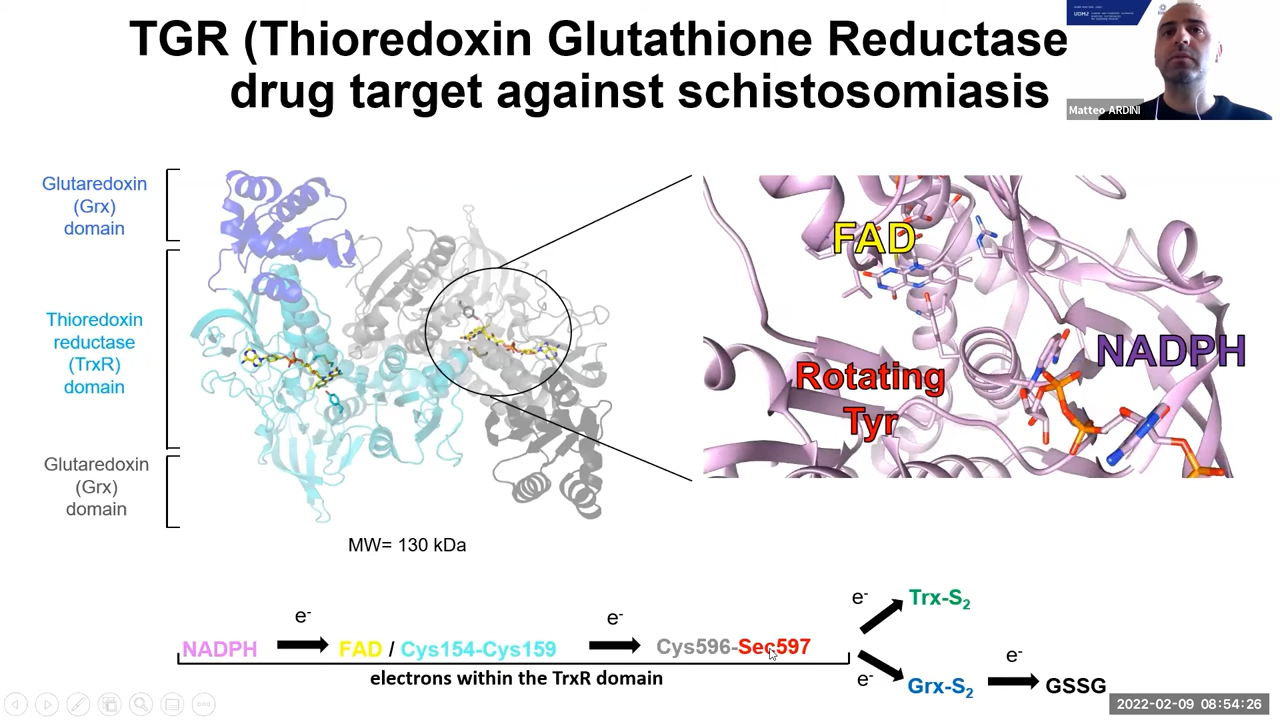 TGR (Thioredoxin Glutathione Reductase
drug target against schistosomiasis
UDMJ
Matteo ARDINI
Glutaredoxin
(Grx)
domain
Thioredoxin
reductase
(TrxR)
domain
Glutaredoxin
(Grx)
domain
FAD
NADPH
Rotating
Tyr
MW= 130 kDa
e-
e-
e-
Trx-S2
NADPH
FAD / Cys154-Cys159
Cys596-Sec597
electrons within the TrxR domain
e-
Grx-S2
e-
GSSG
2022-02-09 08:54:26